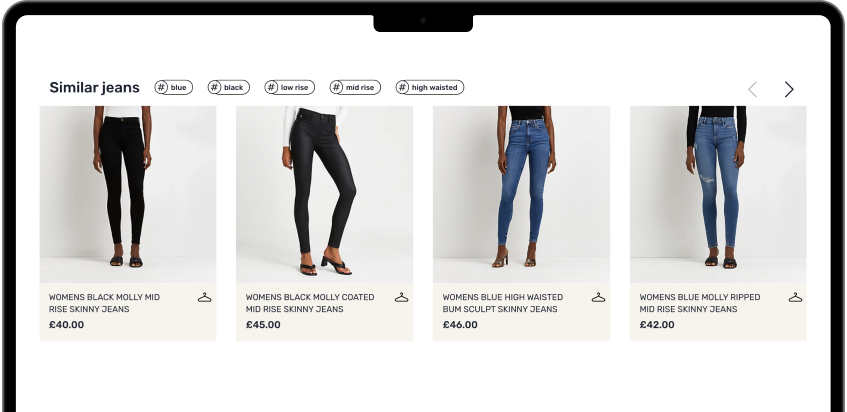 Similar jeans
# blue
# black
# low rise
# mid rise
# high waisted
WOMENS BLACK MOLLY MID
RISE SKINNY JEANS
£40.00
WOMENS BLACK MOLLY COATED
MID RISE SKINNY JEANS
£45.00
WOMENS BLUE HIGH WAISTED
BUM SCULPT SKINNY JEANS
£46.00
WOMENS BLUE MOLLY RIPPED
MID RISE SKINNY JEANS
£42.00